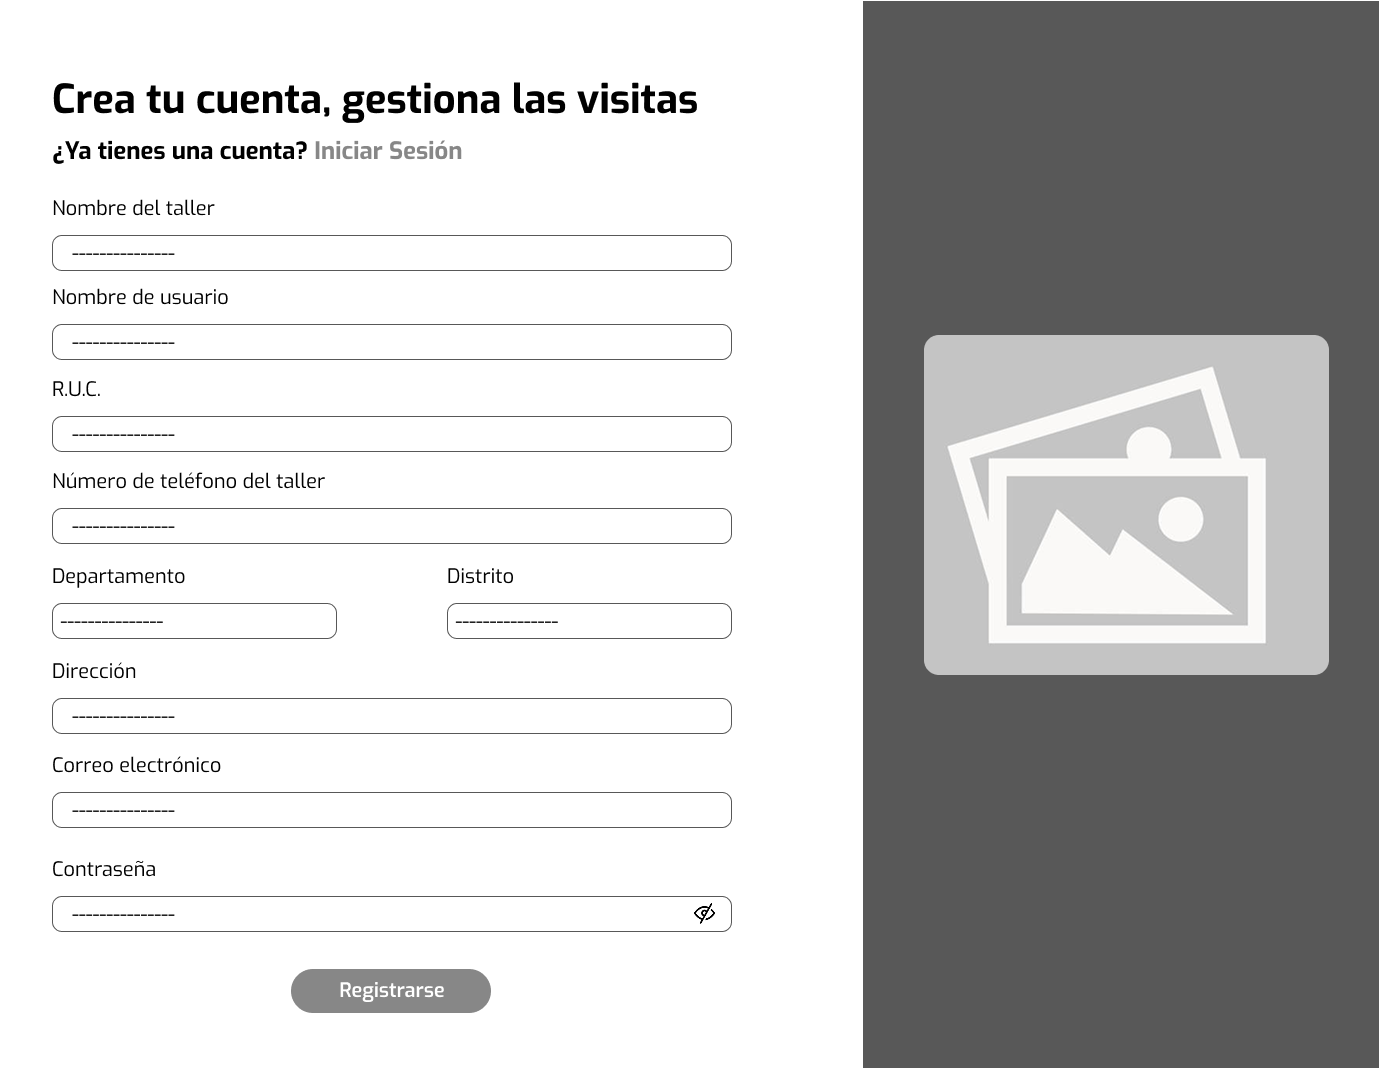 Crea tu cuenta, gestiona las visitas
¿Ya tienes una cuenta? Iniciar Sesión
Nombre del taller
---------------
Nombre de usuario
---------------
R.U.C.
---------------
Número de teléfono del taller
---------------
Departamento Distrito
--------------- ---------------
Dirección
---------------
Correo electrónico
---------------
Contraseña
---------------
Registrarse